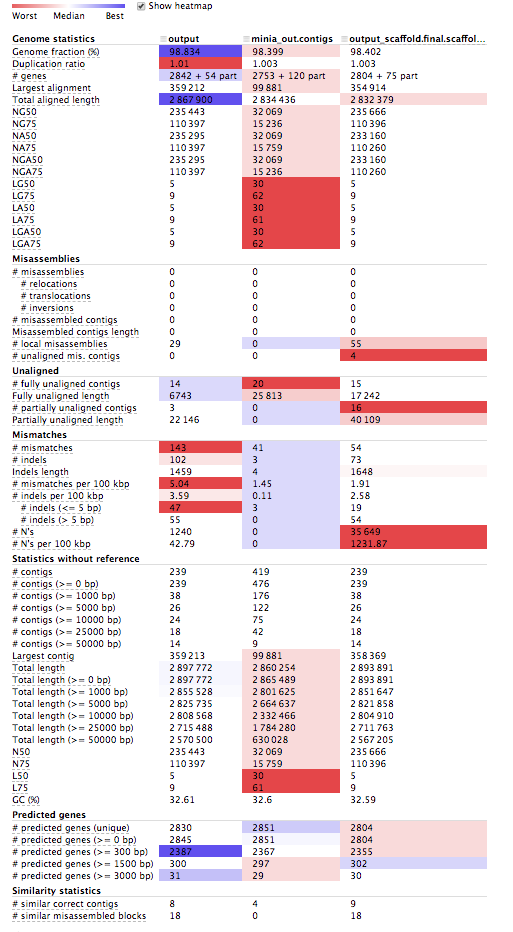 Worst Median Best Show heatmap
Genome statistics output minia_out.contigs output_scaffold.final.scaffol...
Genome fraction (%) 98.834 98.399 98.402
Duplication ratio 1.01 1.003 1.003
# genes 2842 + 54 part 2753 + 120 part 2804 + 75 part
Largest alignment 359 212 99 881 354 914
Total aligned length 2 867 900 2 834 436 2 832 379
NG50 235 443 32 069 235 666
NG75 110 397 15 236 110 396
NA50 235 295 32 069 233 160
NA75 110 397 15 759 110 260
NGA50 235 295 32 069 233 160
NGA75 110 397 15 236 110 260
LG50 5 30 5
LG75 9 62 9
LA50 5 30 5
LA75 9 61 9
LGA50 5 30 5
LGA75 9 62 9
Misassemblies
# misassemblies 0 0 0
# relocations 0 0 0
# translocations 0 0 0
# inversions 0 0 0
# misassembled contigs 0 0 0
Misassembled contigs length 0 0 0
# local misassemblies 29 0 55
# unaligned mis. contigs 0 0 4
Unaligned
# fully unaligned contigs 14 20 15
Fully unaligned length 6743 25 813 17 242
# partially unaligned contigs 3 0 16
Partially unaligned length 22 146 0 40 109
Mismatches
# mismatches 143 41 54
# indels 102 3 73
Indels length 1459 4 1648
# mismatches per 100 kbp 5.04 1.45 1.91
# indels per 100 kbp 3.59 0.11 2.58
# indels (<= 5 bp) 47 3 19
# indels (> 5 bp) 55 0 54
# N's 1240 0 35 649
# N's per 100 kbp 42.79 0 1231.87
Statistics without reference
# contigs 239 419 239
# contigs (>= 0 bp) 239 476 239
# contigs (>= 1000 bp) 38 176 38
# contigs (>= 5000 bp) 26 122 26
# contigs (>= 10000 bp) 24 75 24
# contigs (>= 25000 bp) 18 42 18
# contigs (>= 50000 bp) 14 9 14
Largest contig 359 213 99 881 358 369
Total length 2 897 772 2 860 254 2 893 891
Total length (>= 0 bp) 2 897 772 2 865 489 2 893 891
Total length (>= 1000 bp) 2 855 528 2 801 625 2 851 647
Total length (>= 5000 bp) 2 825 735 2 664 637 2 821 858
Total length (>= 10000 bp) 2 808 568 2 332 466 2 804 910
Total length (>= 25000 bp) 2 715 488 1 784 280 2 711 763
Total length (>= 50000 bp) 2 570 500 630 028 2 567 205
N50 235 443 32 069 235 666
N75 110 397 15 759 110 396
L50 5 30 5
L75 9 61 9
GC (%) 32.61 32.6 32.59
Predicted genes
# predicted genes (unique) 2830 2851 2804
# predicted genes (>= 0 bp) 2845 2851 2804
# predicted genes (>= 300 bp) 2387 2367 2355
# predicted genes (>= 1500 bp) 300 297 302
# predicted genes (>= 3000 bp) 31 29 30
Similarity statistics
# similar correct contigs 8 4 9
# similar misassembled blocks 18 0 18